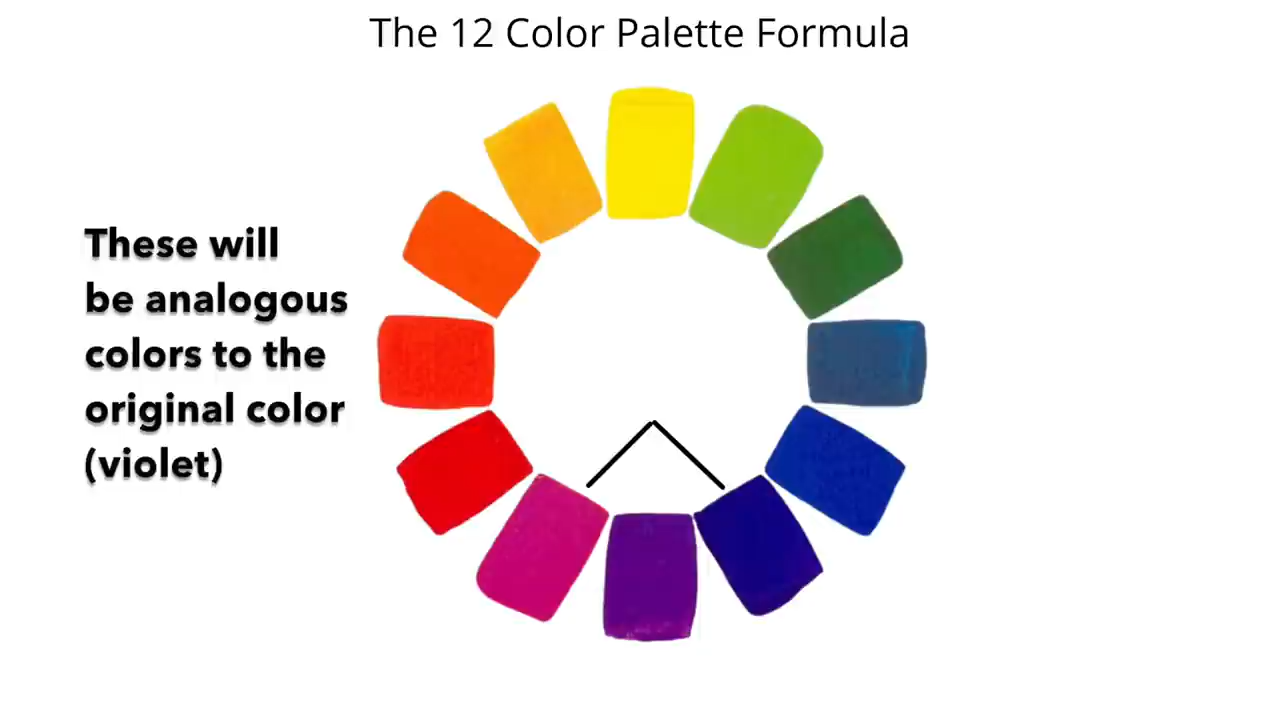 The 12 Color Palette Formula
These will
be analogous
colors to the
original color
(violet)